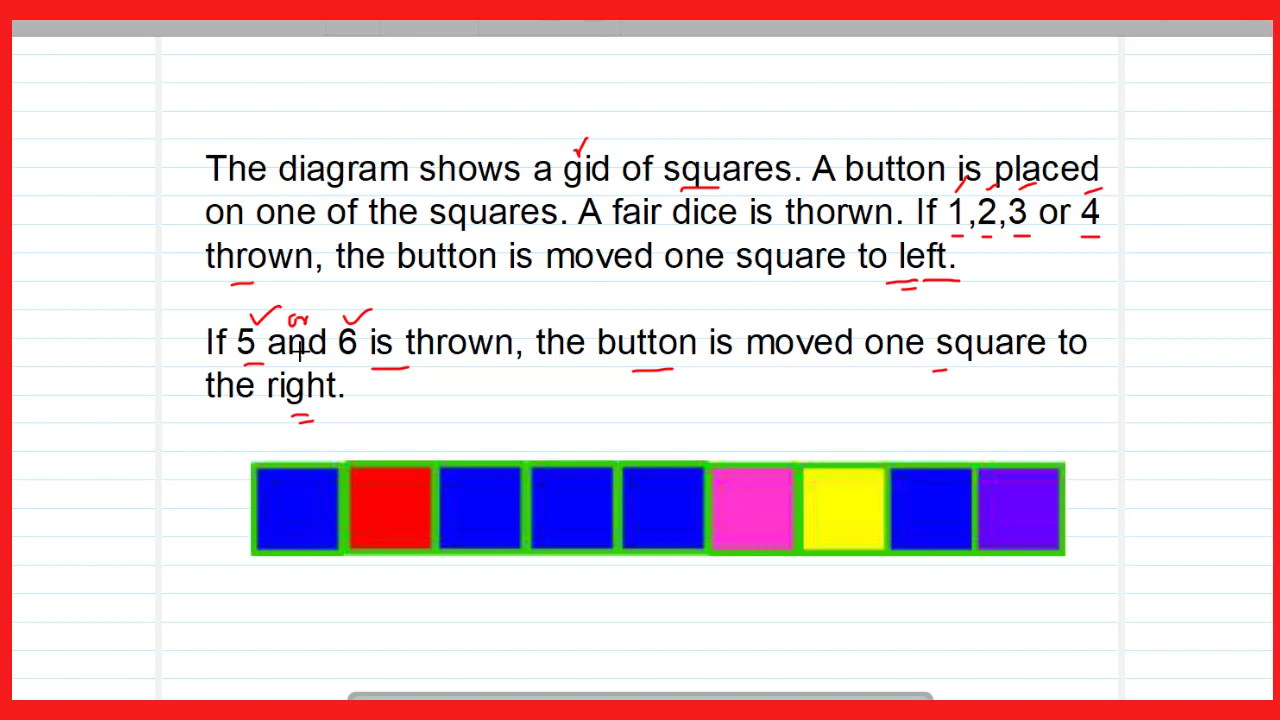 The diagram shows a gid of squares. A button is placed
on one of the squares. A fair dice is thorwn. If 1,2,3 or 4
thrown, the button is moved one square to left.
or
If 5 and 6 is thrown, the button is moved one square to
the right.